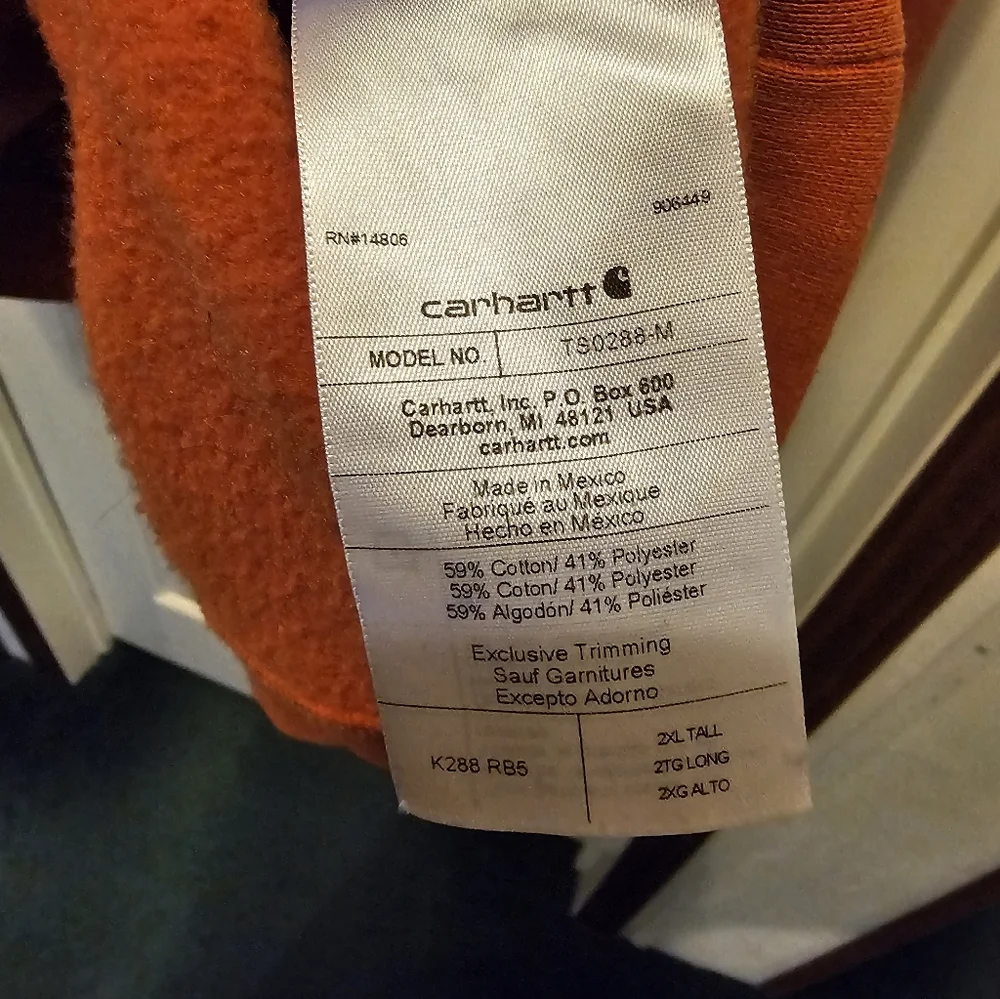 906449
RN#14806
carhartt
MODEL NO TS0288-M
Carhartt, Inc. P.O. Box 600
Dearborn, MI 48121 USA
carhartt.com
Made in Mexico
Fabriqué au Mexique
Hecho en México
59% Cotton/ 41% Polyester
59% Coton/ 41% Polyester
59% Algodón/ 41% Poliéster
Exclusive Trimming
Sauf Garnitures
Excepto Adorno
K288 RB5
2XL TALL
2TG LONG
2XG ALTO